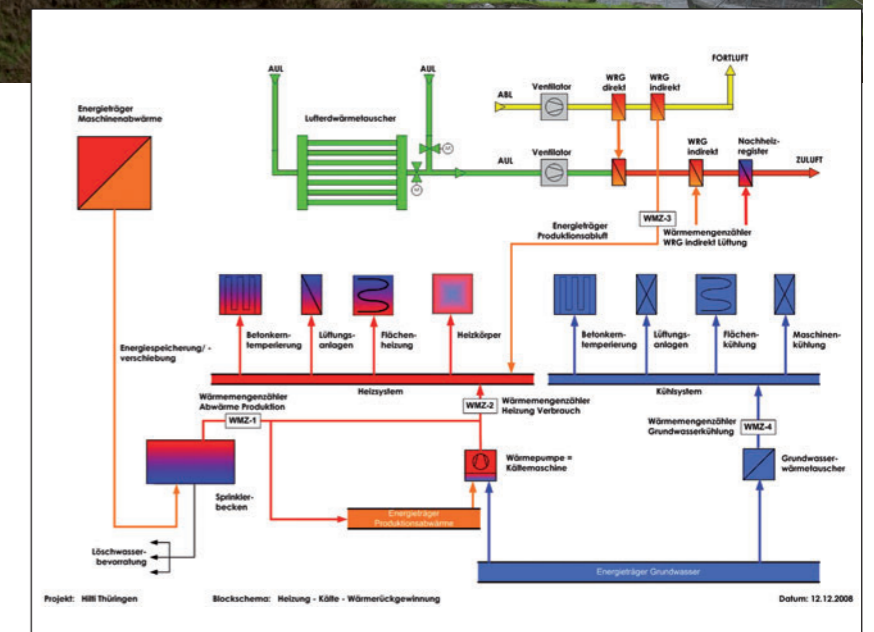 FORTLUFT
AUL
AUL
WRG
direkt
WRG
indirekt
Ventilator
ABL
Energieträger
Maschinenabwärme
Lufterdwärmetauscher
Ventilator
AUL
WRG
indirekt
Nachheiz-
register
ZULUFT
WMZ-3
Energieträger
Produktionsabluft
Wärmemengenzähler
WRG indirekt Lüftung
Betonkern-
temperierung
Lüftungs-
anlagen
Flächen-
heizung
Heizkörper
Betonkern-
temperierung
Lüftungs-
anlagen
Flächen-
kühlung
Maschinen-
kühlung
Energiespeicherung/ -
verschiebung
Heizsystem
Kühlsystem
Wärmemengenzähler
Abwärme Produktion
WMZ-1
WMZ-2
Wärmemengenzähler
Heizung Verbrauch
Wärmemengenzähler
Grundwasserkühlung
WMZ-4
Wärmepumpe =
Kältemaschine
Grundwasser-
wärmetauscher
Sprinkler-
becken
Energieträger
Produktionsabwärme
Löschwasser-
bevorratung
Energieträger Grundwasser
Projekt: Hilti Thüringen
Blockschema: Heizung - Kälte - Wärmerückgewinnung
Datum: 12.12.2008